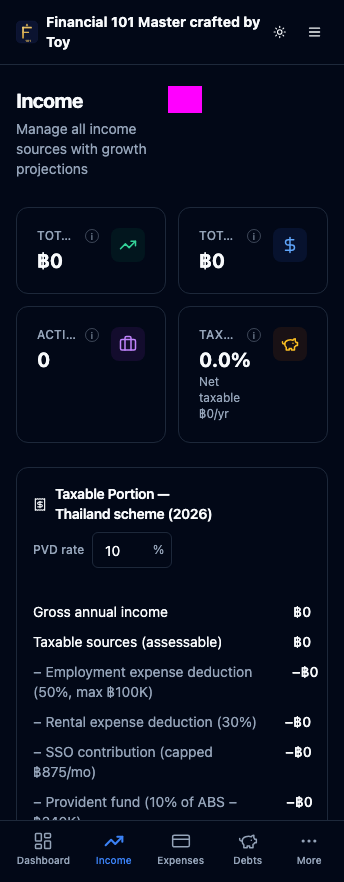 Financial 101 Master crafted by
Toy
Income
Manage all income
sources with growth
projections
TOT...
฿0
TOT...
฿0
ACTI...
0
TAX...
0.0%
Net
taxable
฿0/yr
Taxable Portion —
Thailand scheme (2026)
PVD rate
10
%
Gross annual income
฿0
Taxable sources (assessable)
฿0
– Employment expense deduction
(50%, max ฿100K)
–฿0
– Rental expense deduction (30%)
–฿0
– SSO contribution (capped
฿875/mo)
–฿0
– Provident fund (10% of ABS –
–฿0
Dashboard
Income
Expenses
Debts
More